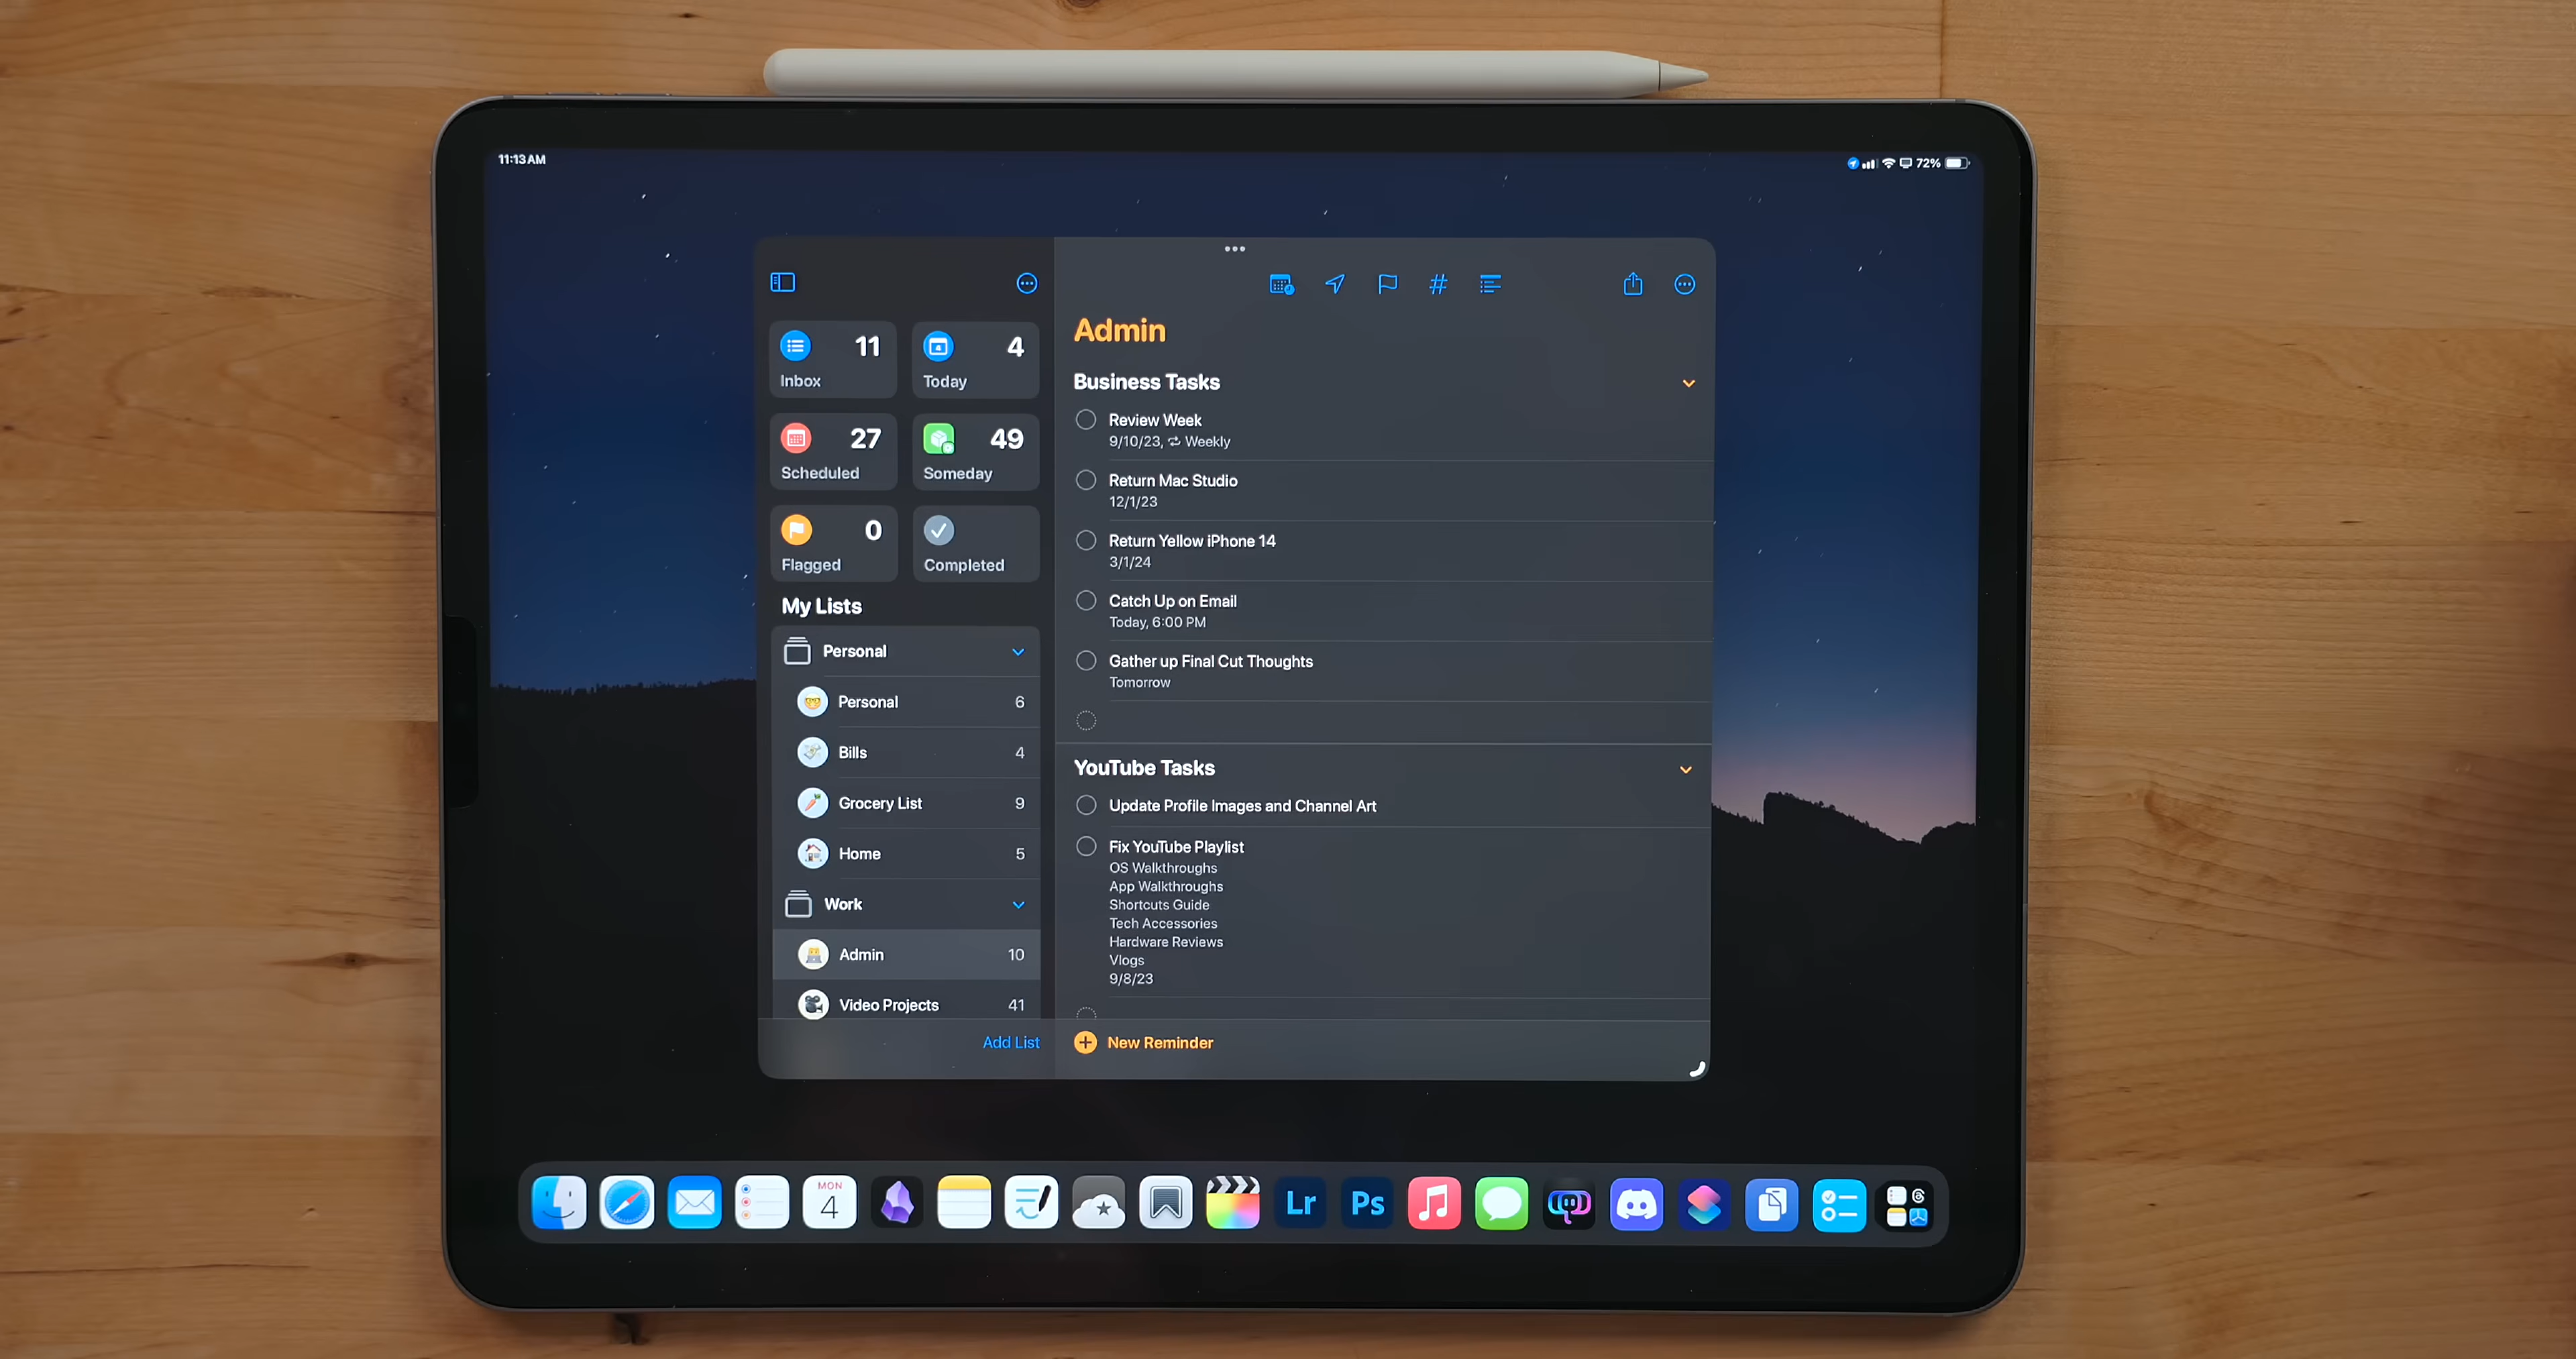 11:13 AM
72%
11
Inbox
4
Today
27
Scheduled
49
Someday
0
Flagged
Completed
My Lists
Personal
Personal 6
Bills 4
Grocery List 9
Home 5
Work
Admin 10
Video Projects 41
Add List
Admin
Business Tasks
Review Week
9/10/23, Weekly
Return Mac Studio
12/1/23
Return Yellow iPhone 14
3/1/24
Catch Up on Email
Today, 6:00 PM
Gather up Final Cut Thoughts
Tomorrow
YouTube Tasks
Update Profile Images and Channel Art
Fix YouTube Playlist
OS Walkthroughs
App Walkthroughs
Shortcuts Guide
Tech Accessories
Hardware Reviews
Vlogs
9/8/23
New Reminder
MON
4
Lr
Ps